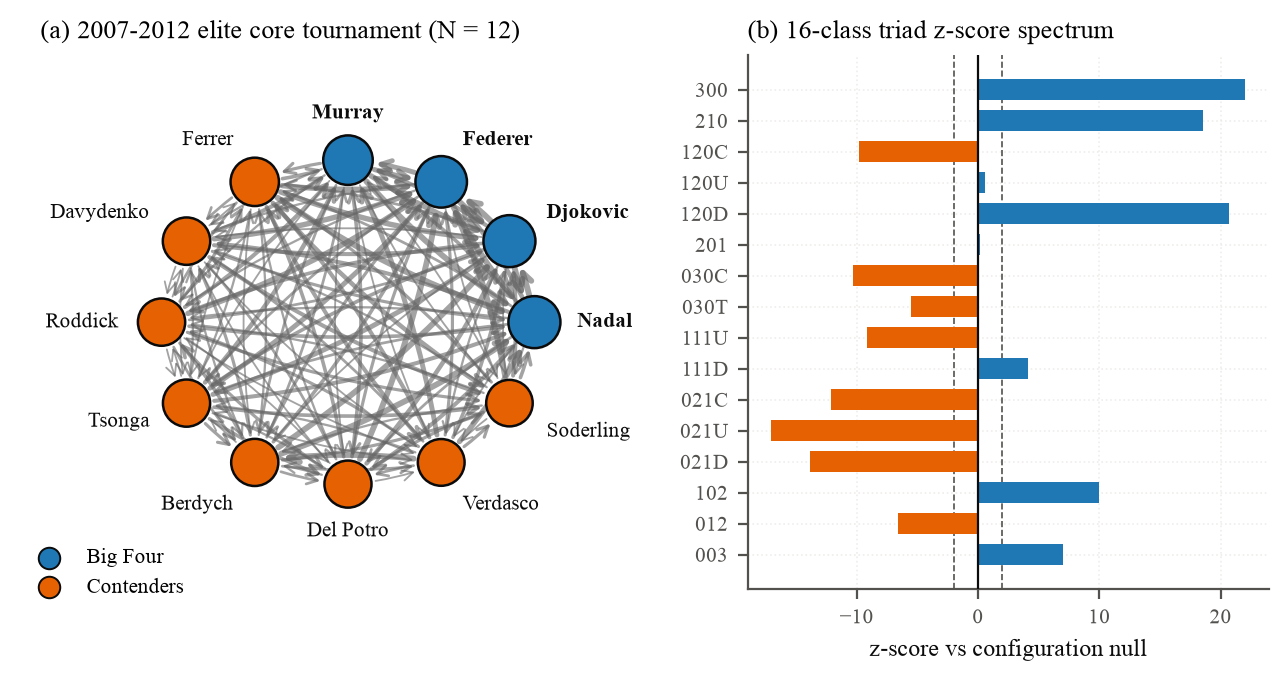 (a) 2007-2012 elite core tournament (N = 12)
Murray
Ferrer
Federer
Davydenko
Djokovic
Roddick
Nadal
Tsonga
Soderling
Berdych
Verdasco
Del Potro
Big Four
Contenders
(b) 16-class triad z-score spectrum
300
210
120C
120U
120D
201
030C
030T
111U
111D
021C
021U
021D
102
012
003
−10 0 10 20
z-score vs configuration null